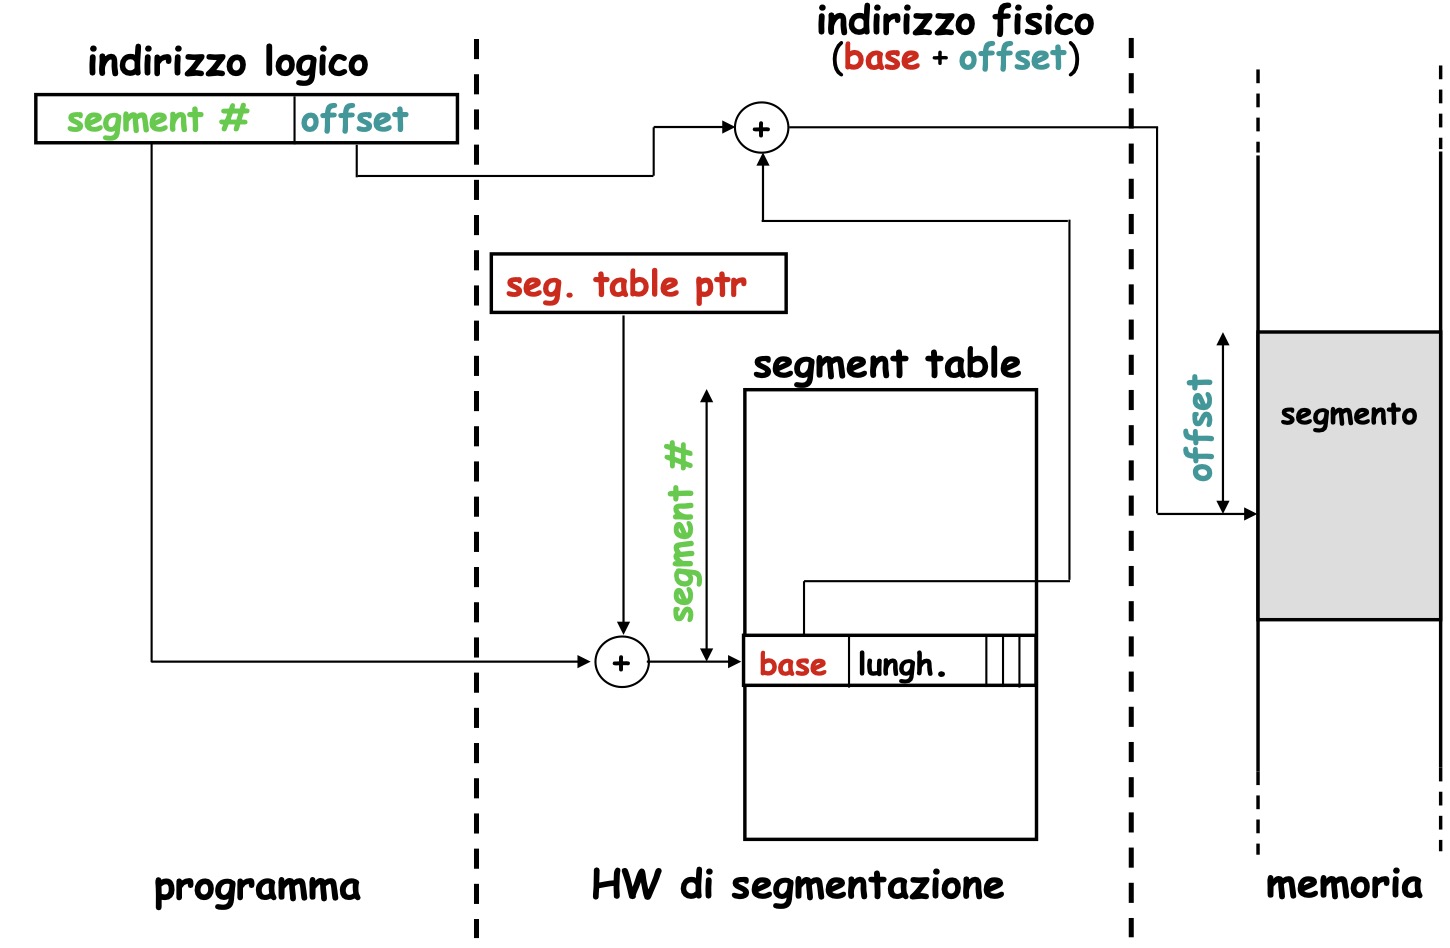 indirizzo fisico
(base + offset)
indirizzo logico
segment # offset
+
seg. table ptr
segment table
segment #
offset
segmento
+
base lungh.
programma
HW di segmentazione
memoria